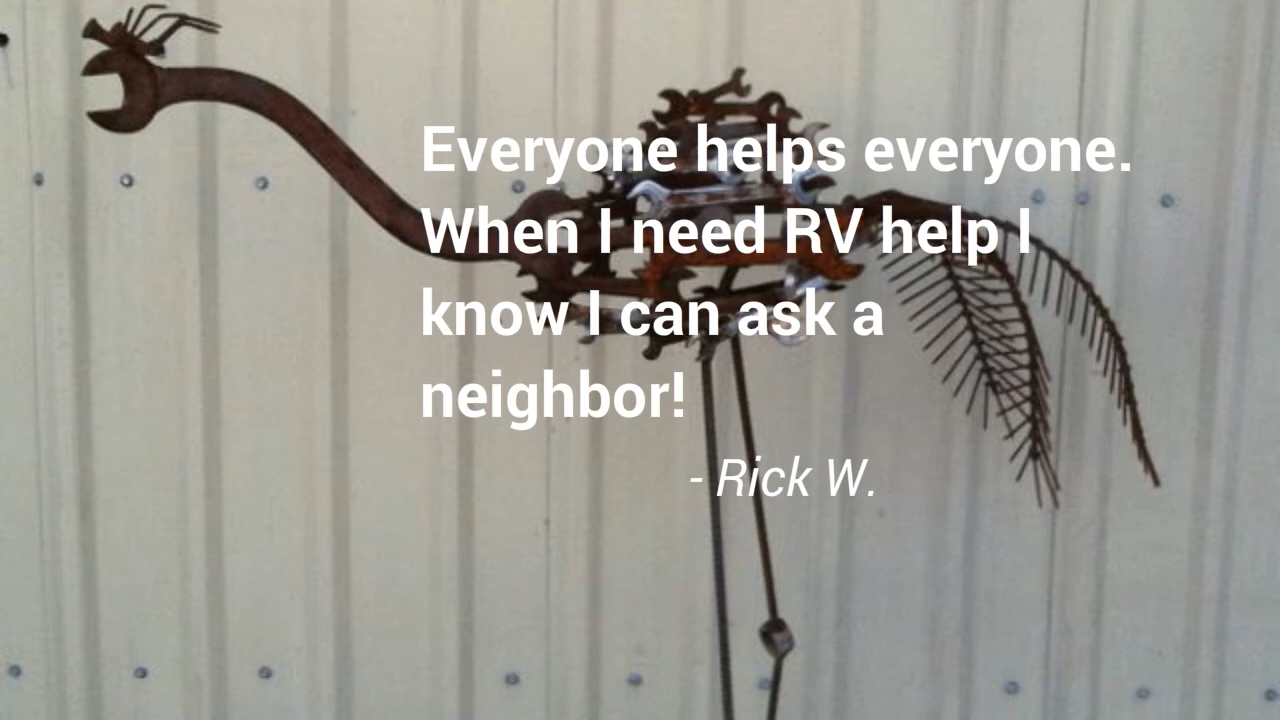 Everyone helps everyone.
When I need RV help I
know I can ask a
neighbor!
- Rick W.